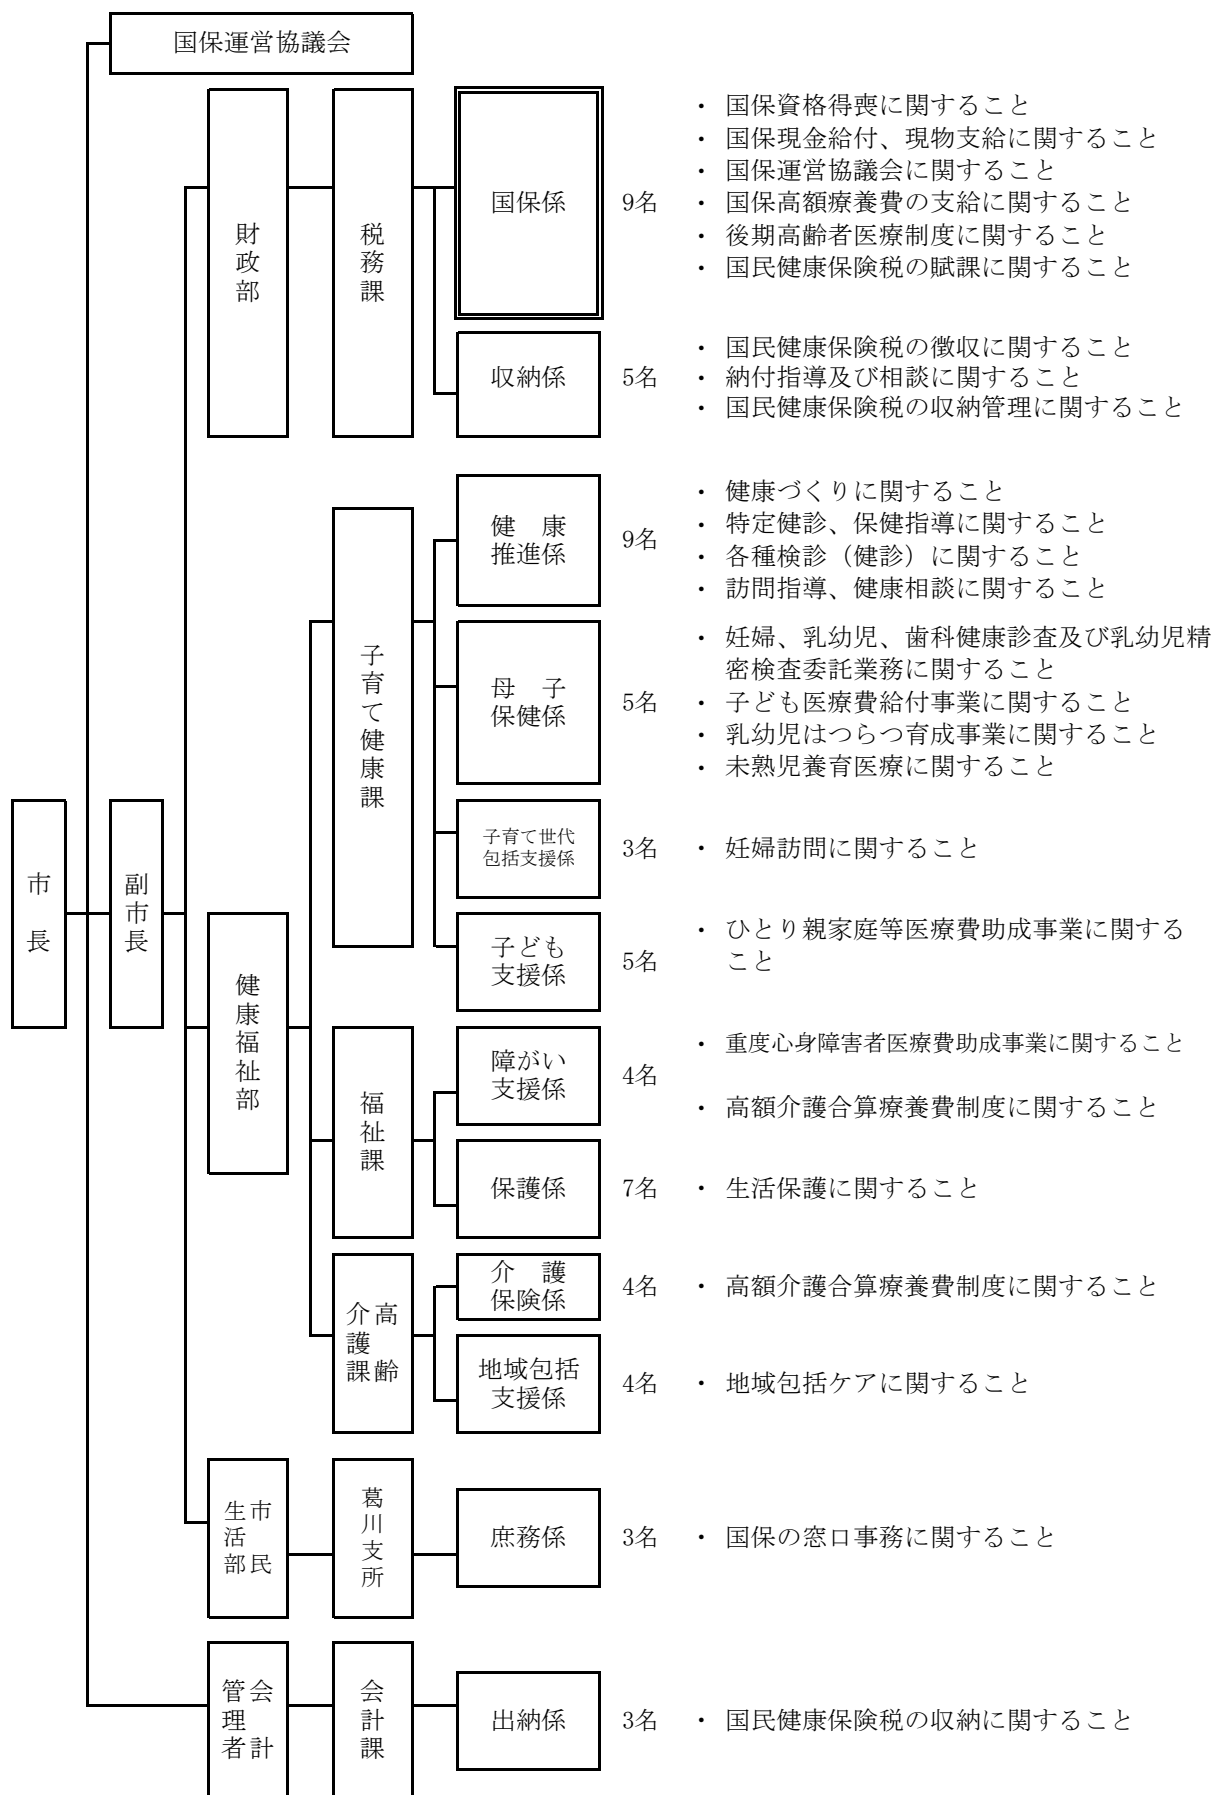 国保運営協議会
市長
副市長
財政部
税務課
国保係
9名
・ 国保資格得喪に関すること
・ 国保現金給付、現物支給に関すること
・ 国保運営協議会に関すること
・ 国保高額療養費の支給に関すること
・ 後期高齢者医療制度に関すること
・ 国民健康保険税の賦課に関すること
収納係
5名
・ 国民健康保険税の徴収に関すること
・ 納付指導及び相談に関すること
・ 国民健康保険税の収納管理に関すること
健康福祉部
子育て健康課
健　康
推進係
9名
・ 健康づくりに関すること
・ 特定健診、保健指導に関すること
・ 各種検診（健診）に関すること
・ 訪問指導、健康相談に関すること
母　子
保健係
5名
・ 妊婦、乳幼児、歯科健康診査及び乳幼児精
密検査委託業務に関すること
・ 子ども医療費給付事業に関すること
・ 乳幼児はつらつ育成事業に関すること
・ 未熟児養育医療に関すること
子育て世代
包括支援係
3名
・ 妊婦訪問に関すること
子ども
支援係
5名
・ ひとり親家庭等医療費助成事業に関する
こと
福祉課
障がい
支援係
4名
・ 重度心身障害者医療費助成事業に関すること
・ 高額介護合算療養費制度に関すること
保護係
7名
・ 生活保護に関すること
高齢
介護課
介　護
保険係
4名
・ 高額介護合算療養費制度に関すること
地域包括
支援係
4名
・ 地域包括ケアに関すること
市民
生活部
葛川支所
庶務係
3名
・ 国保の窓口事務に関すること
会計
管理者
会計課
出納係
3名
・ 国民健康保険税の収納に関すること